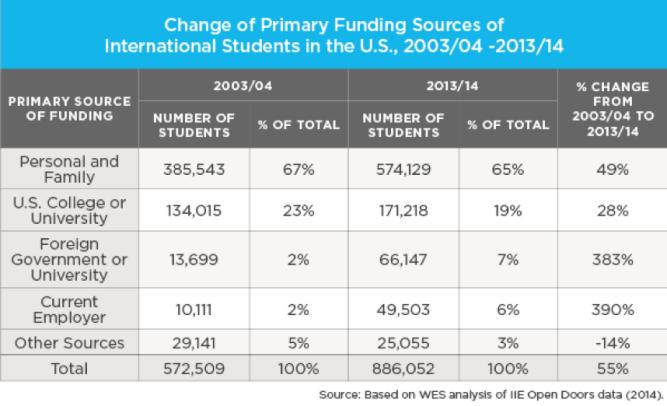 Change of Primary Funding Sources of
International Students in the U.S., 2003/04 -2013/14
PRIMARY SOURCE
OF FUNDING
2003/04
2013/14
% CHANGE
FROM
2003/04 TO
2013/14
NUMBER OF
STUDENTS
% OF TOTAL
NUMBER OF
STUDENTS
% OF TOTAL
Personal and
Family
385,543
67%
574,129
65%
49%
U.S. College or
University
134,015
23%
171,218
19%
28%
Foreign
Government or
University
13,699
2%
66,147
7%
383%
Current
Employer
10,111
2%
49,503
6%
390%
Other Sources
29,141
5%
25,055
3%
-14%
Total
572,509
100%
886,052
100%
55%
Source: Based on WES analysis of IIE Open Doors data (2014).